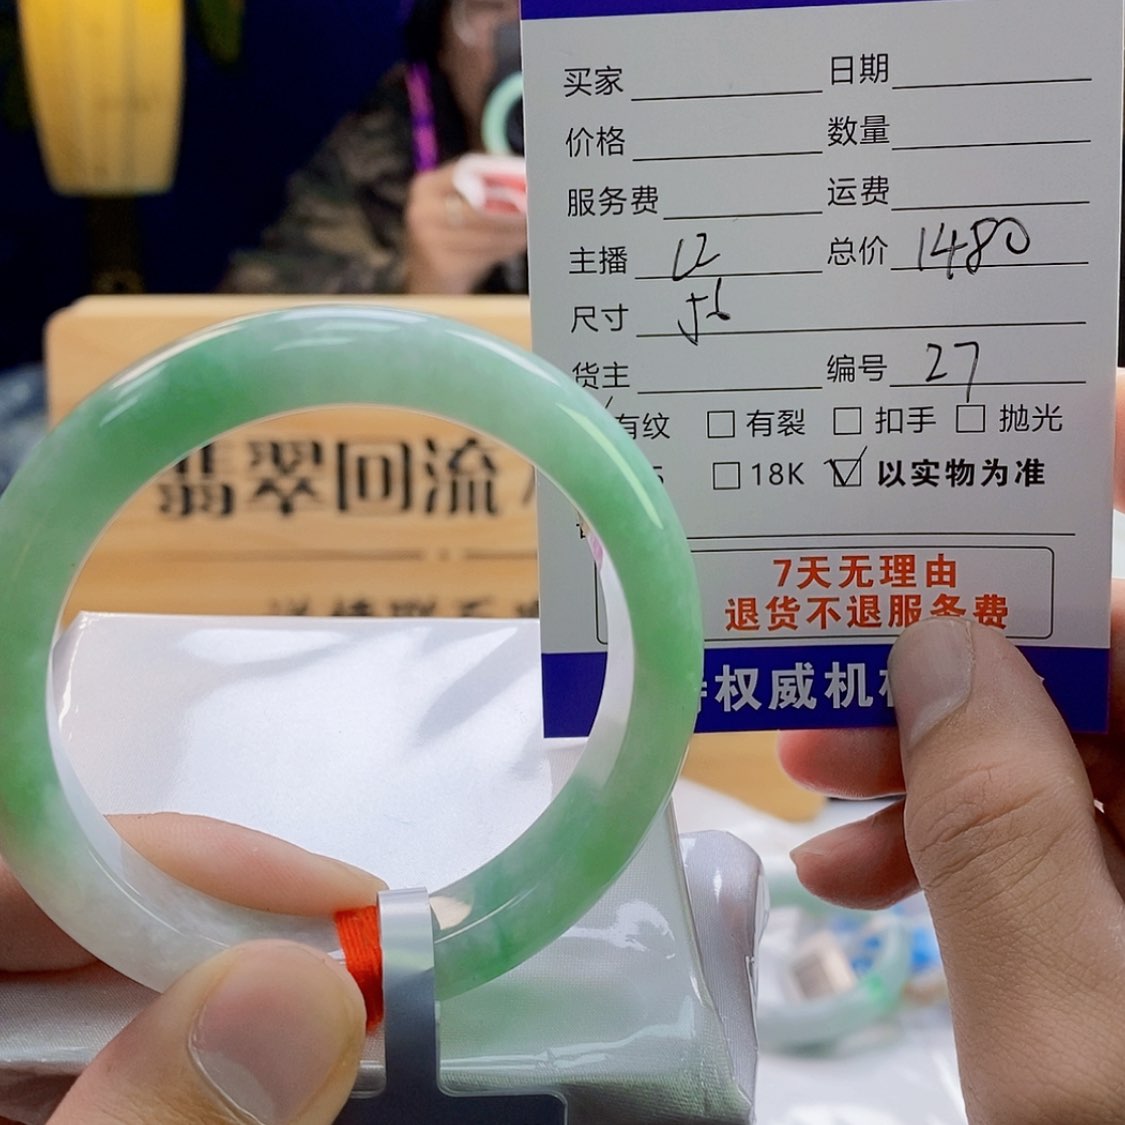 买家 日期
价格 数量
服务费 运费
主播 12 总价 1480
尺寸 56
货主 编号 27
有纹 □ 有裂 □ 扣手 □ 抛光
5 □ 18K ☑ 以实物为准
7天无理由
退货不退服务费
权威机
翡翠回流